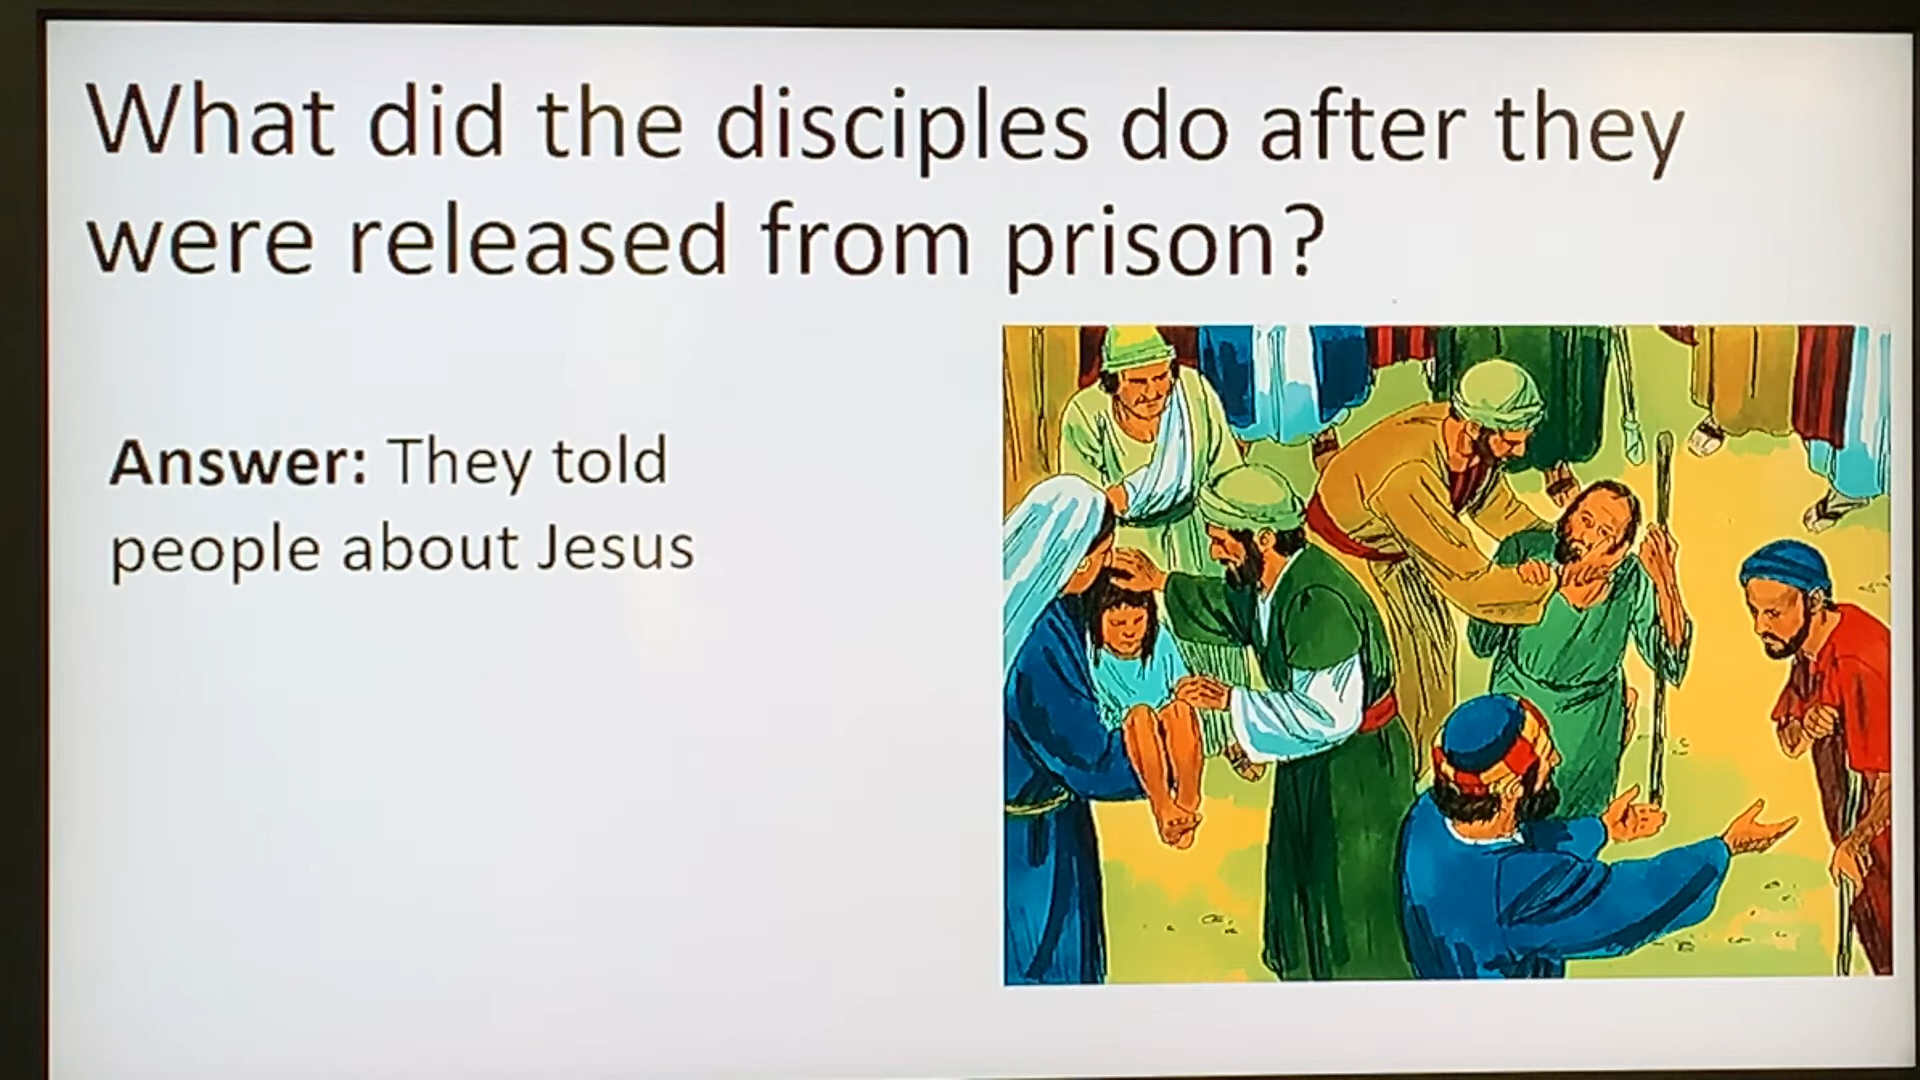 What did the disciples do after they
were released from prison?
Answer: They told
people about Jesus